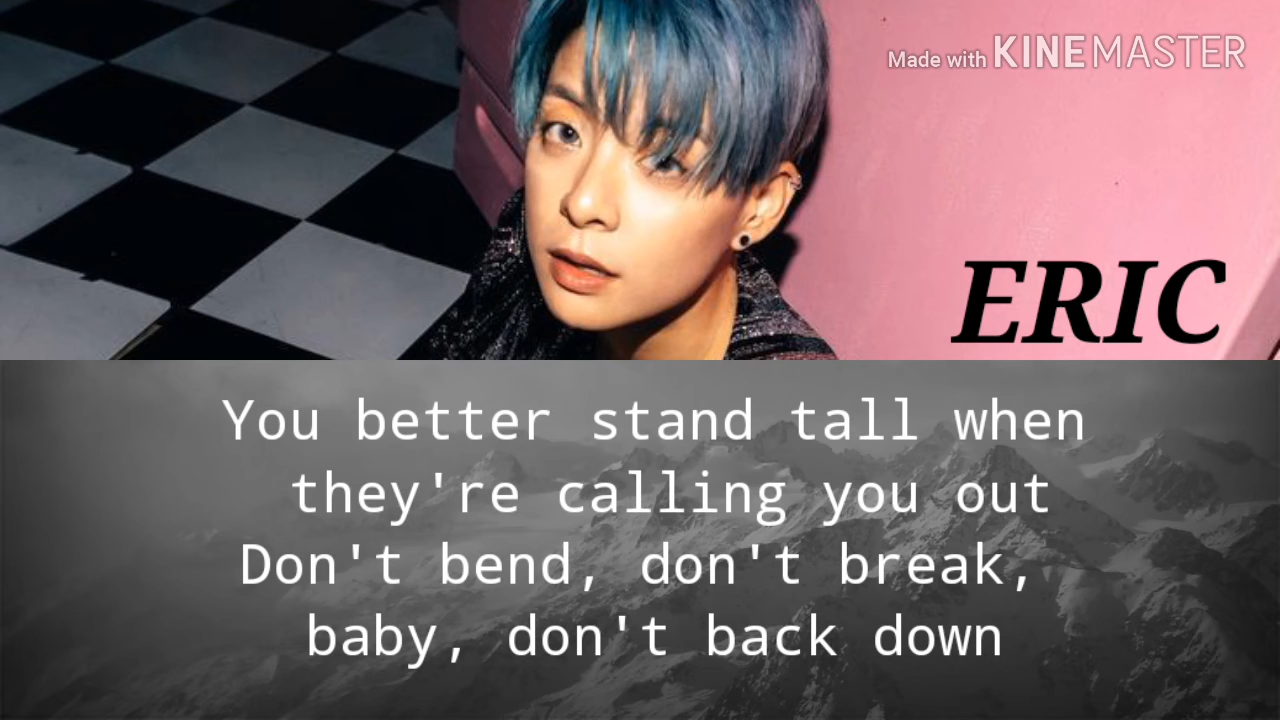 Made with KINEMASTER
ERIC
You better stand tall when
they're calling you out
Don't bend, don't break,
baby, don't back down